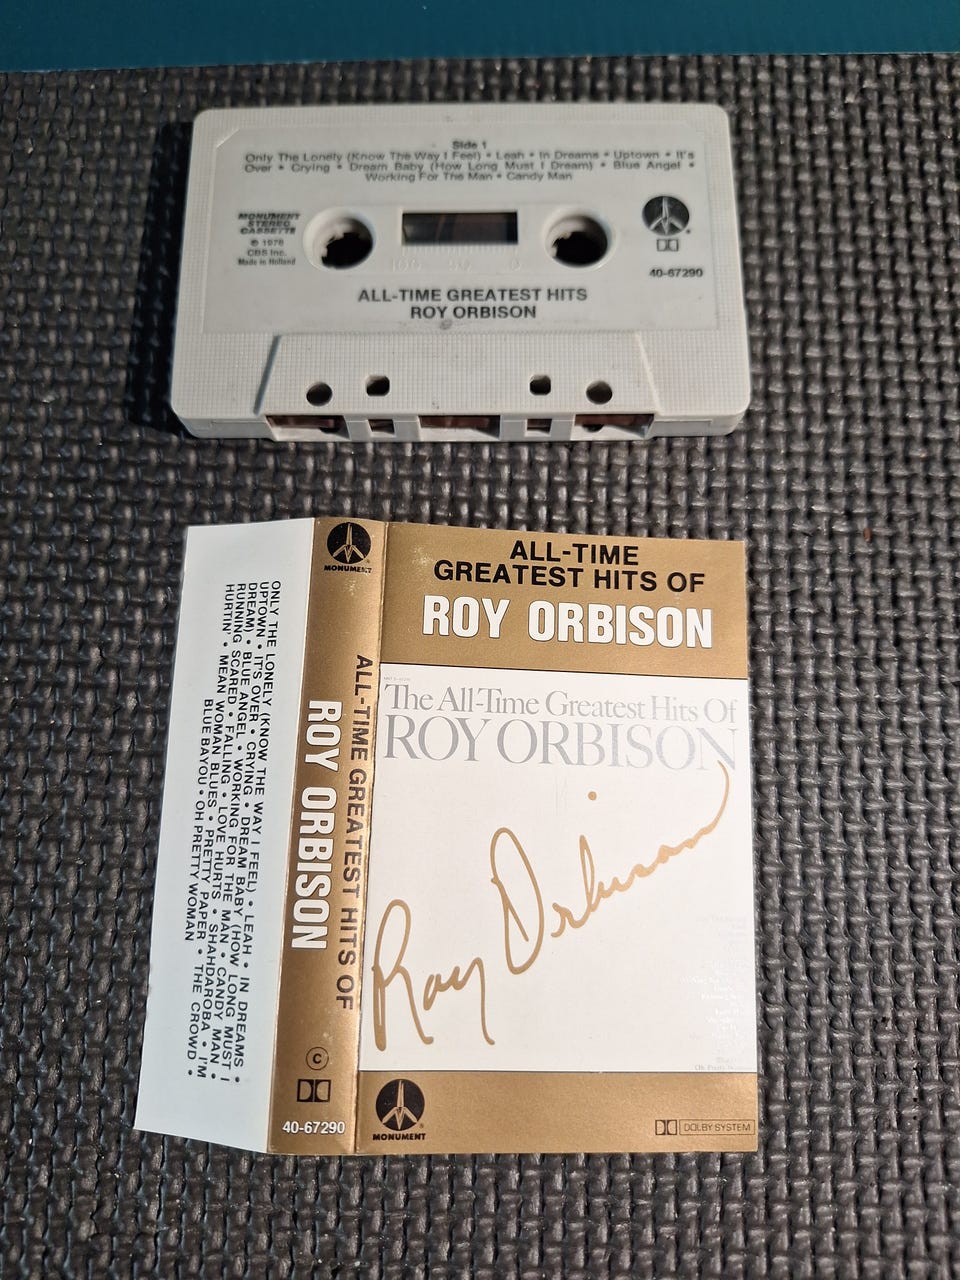 Side 1
Only The Lonely (Know The Way I Feel) • Leah • In Dreams • Uptown • It's
Over • Crying • Dream Baby (How Long Must I Dream) • Blue Angel •
Working For The Man • Candy Man
MONUMENT
STEREO
CASSETTE
℗ 1976
CBS Inc.
Made in Holland
100 50 0
40-67290
ALL-TIME GREATEST HITS
ROY ORBISON
ONLY THE LONELY (KNOW THE WAY I FEEL) • LEAH • IN DREAMS •
UPTOWN • IT'S OVER • CRYING • DREAM BABY (HOW LONG MUST I
DREAM) • BLUE ANGEL • WORKING FOR THE MAN • CANDY MAN •
RUNNING SCARED • FALLING • LOVE HURTS • SHAHDAROBA • I'M
HURTIN' • MEAN WOMAN BLUES • PRETTY PAPER • THE CROWD •
BLUE BAYOU • OH PRETTY WOMAN
MONUMENT
ALL-TIME GREATEST HITS OF
ROY ORBISON
C
40-67290
ALL-TIME
GREATEST HITS OF
ROY ORBISON
The All-Time Greatest Hits Of
ROY ORBISON
Roy Orbison
MONUMENT
DOLBY SYSTEM